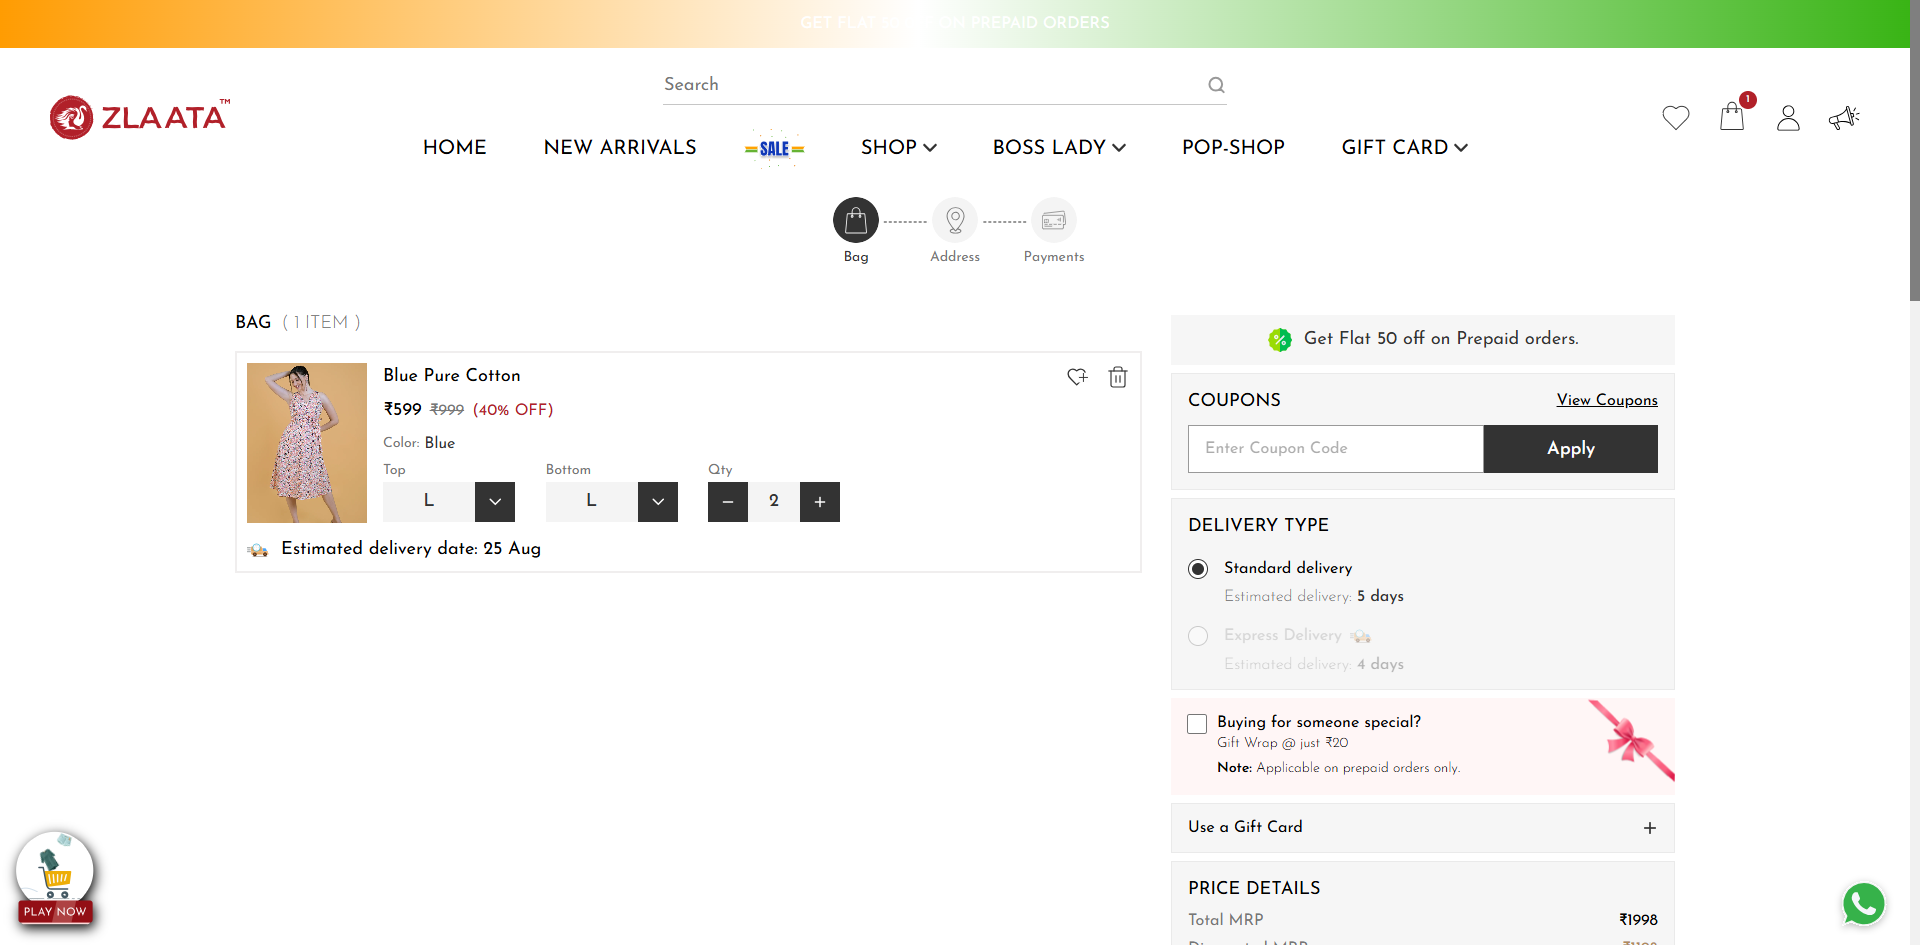 GET FLAT ON PREPAID ORDERS
Search
ZLAATA™
1
HOME NEW ARRIVALS SALE SHOP BOSS LADY POP-SHOP GIFT CARD
Bag Address Payments
BAG ( 1 ITEM )
Blue Pure Cotton
₹599 ₹999 (40% OFF)
Color: Blue
Top Bottom Qty
L L − 2 +
Estimated delivery date: 25 Aug
Get Flat 50 off on Prepaid orders.
COUPONS View Coupons
Enter Coupon Code Apply
DELIVERY TYPE
Standard delivery
Estimated delivery: 5 days
Express Delivery
Estimated delivery: 4 days
Buying for someone special?
Gift Wrap @ just ₹20
Note: Applicable on prepaid orders only.
Use a Gift Card +
PRICE DETAILS
Total MRP ₹1998
PLAY NOW